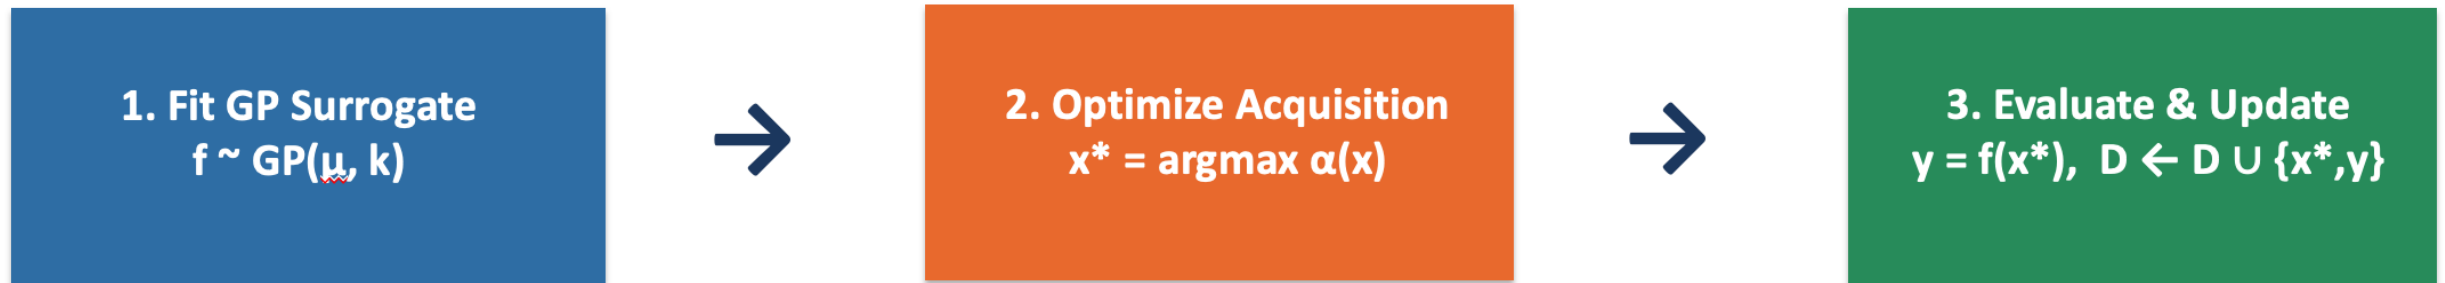 1. Fit GP Surrogate
f ~ GP(μ, k)
→
2. Optimize Acquisition
x* = argmax α(x)
→
3. Evaluate & Update
y = f(x*), D ← D ∪ {x*,y}